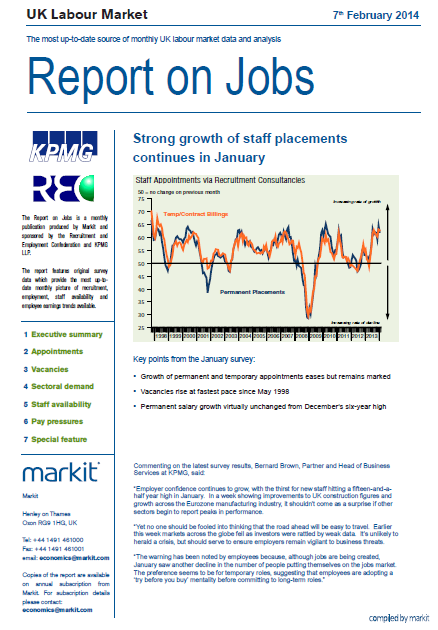 UK Labour Market
7th February 2014
The most up-to-date source of monthly UK labour market data and analysis
Report on Jobs
KPMG
REC
The Report on Jobs is a monthly
publication produced by Markit and
sponsored by the Recruitment and
Employment Confederation and KPMG
LLP.
The report features original survey
data which provide the most up-to-
date monthly picture of recruitment,
employment, staff availability and
employee earnings trends available.
1 Executive summary
2 Appointments
3 Vacancies
4 Sectoral demand
5 Staff availability
6 Pay pressures
7 Special feature
markit
Markit
Henley on Thames
Oxon RG9 1HG, UK
Tel: +44 1491 461000
Fax: +44 1491 461001
email: economics@markit.com
Copies of the report are available
on annual subscription from
Markit. For subscription details
please contact:
economics@markit.com
Strong growth of staff placements
continues in January
Staff Appointments via Recruitment Consultancies
50 = no change on previous month
Increasing rate of growth
75
70
65
60
55
50
45
40
35
30
25
Temp/Contract Billings
Permanent Placements
Increasing rate of decline
1998 1999 2000 2001 2002 2003 2004 2005 2006 2007 2008 2009 2010 2011 2012 2013
Key points from the January survey:
• Growth of permanent and temporary appointments eases but remains marked
• Vacancies rise at fastest pace since May 1998
• Permanent salary growth virtually unchanged from December's six-year high
Commenting on the latest survey results, Bernard Brown, Partner and Head of Business
Services at KPMG, said:
"Employer confidence continues to grow, with the thirst for new staff hitting a fifteen-and-a-
half year high in January. In a week showing improvements to UK construction figures and
growth across the Eurozone manufacturing industry, it shouldn't come as a surprise if other
sectors begin to report peaks in performance.
"Yet no one should be fooled into thinking that the road ahead will be easy to travel. Earlier
this week markets across the globe fell as investors were rattled by weak data. It's unlikely to
herald a crisis, but should serve to ensure employers remain vigilant to business threats.
"The warning has been noted by employees because, although jobs are being created,
January saw another decline in the number of people putting themselves on the jobs market.
The preference seems to be for temporary roles, suggesting that employees are adopting a
'try before you buy' mentality before committing to long-term roles."
compiled by markit